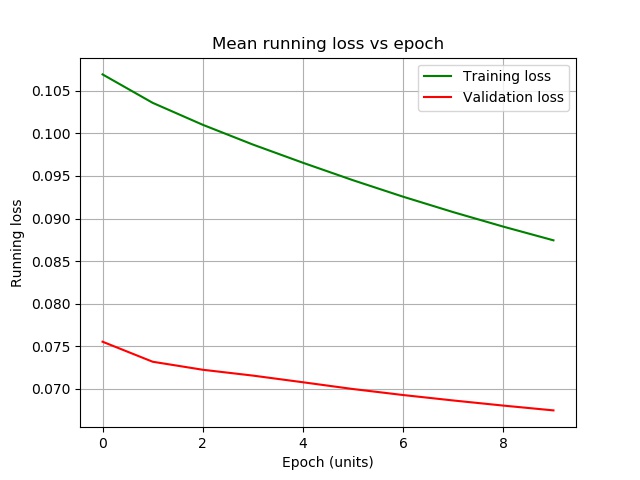 Mean running loss vs epoch
Training loss
Validation loss
0.105
0.100
0.095
0.090
0.085
0.080
0.075
0.070
Running loss
0 2 4 6 8
Epoch (units)